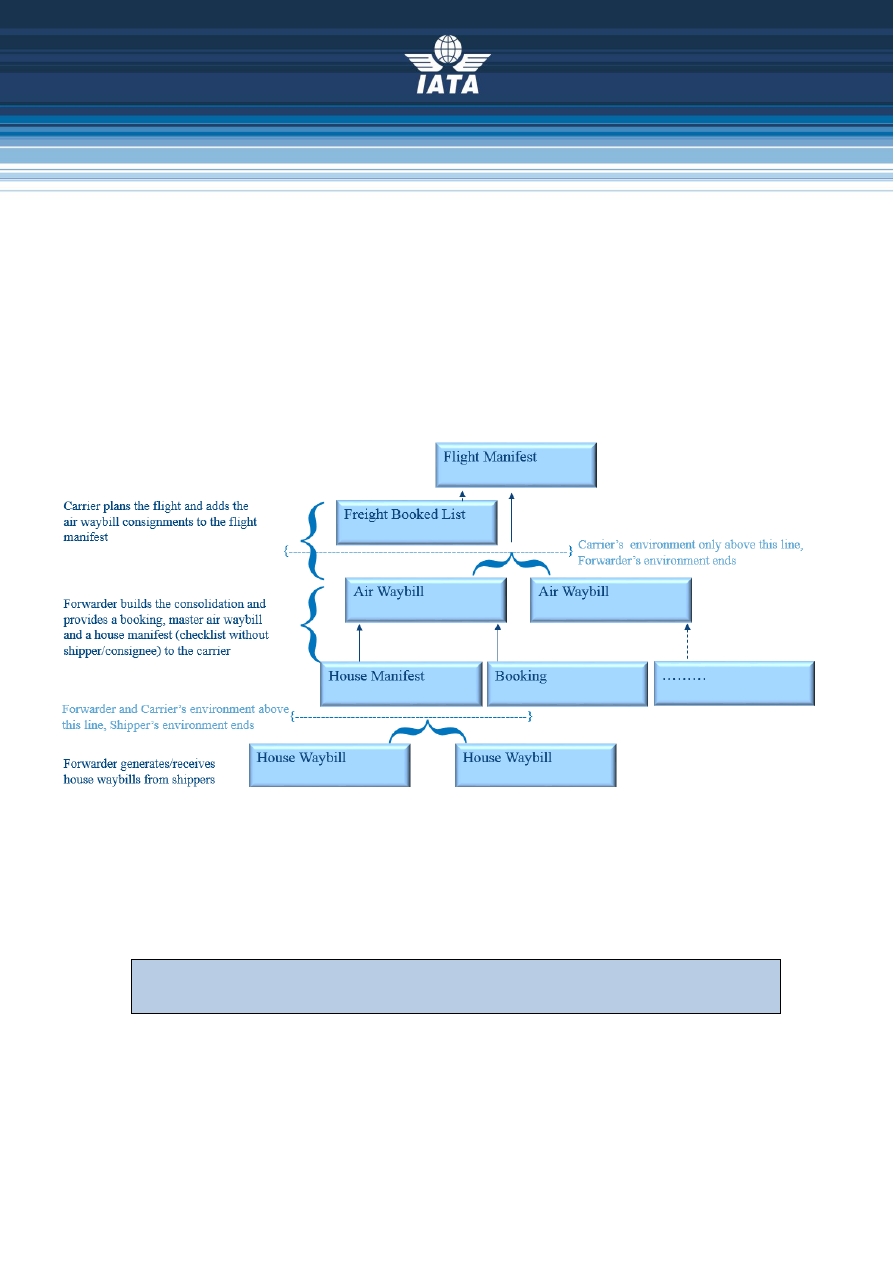 IATA
Flight Manifest
Carrier plans the flight and adds the
air waybill consignments to the flight
manifest
Freight Booked List
{---------------------------------------------------------------}
Carrier’s environment only above this line,
Forwarder’s environment ends
Air Waybill
Air Waybill
Forwarder builds the consolidation and
provides a booking, master air waybill
and a house manifest (checklist without
shipper/consignee) to the carrier
House Manifest
Booking
………
Forwarder and Carrier’s environment above
this line, Shipper’s environment ends
{-----------------------------------------------------}
House Waybill
House Waybill
Forwarder generates/receives
house waybills from shippers